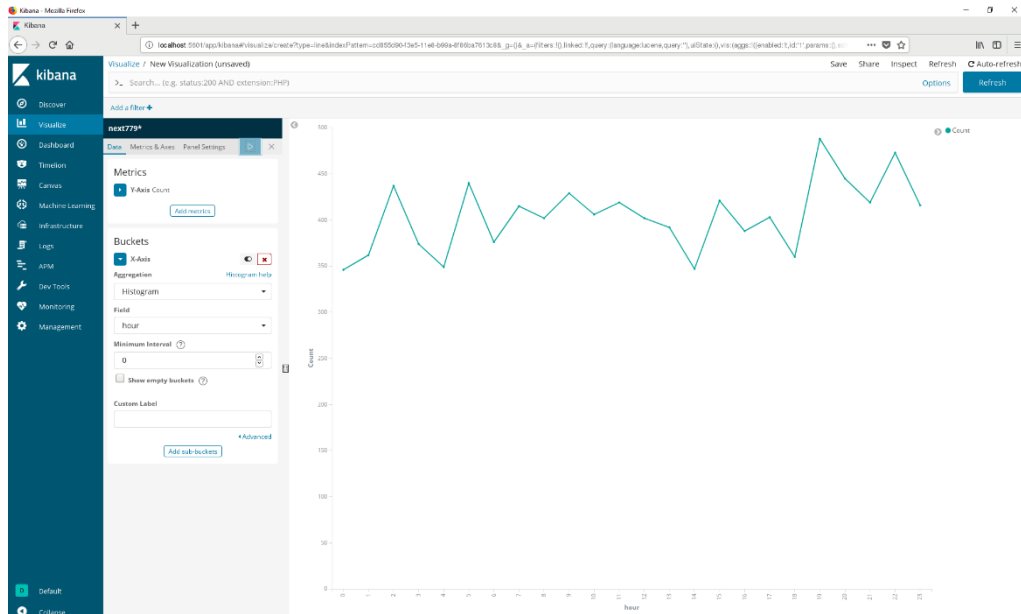 Kibana - Mozilla Firefox
Kibana
localhost:5601/app/kibana#/visualize/create?type=line&indexPattern=
kibana
Discover
Visualize
Dashboard
Timelion
Canvas
Machine Learning
Infrastructure
Logs
APM
Dev Tools
Monitoring
Management
Default
Collapse
Visualize / New Visualization (unsaved)
Save Share Inspect Refresh Auto-refresh
>_ Search... (e.g. status:200 AND extension:PHP)
Options
Refresh
Add a filter +
next779*
Data Metrics & Axes Panel Settings
Metrics
Y-Axis Count
Add metrics
Buckets
X-Axis
Aggregation
Histogram help
Histogram
Field
hour
Minimum Interval
0
Show empty buckets
Custom Label
Advanced
Add sub-buckets
Count
500
450
400
350
300
250
200
150
100
50
0
Count
0 1 2 3 4 5 6 7 8 9 10 11 12 13 14 15 16 17 18 19 20 21 22 23
hour